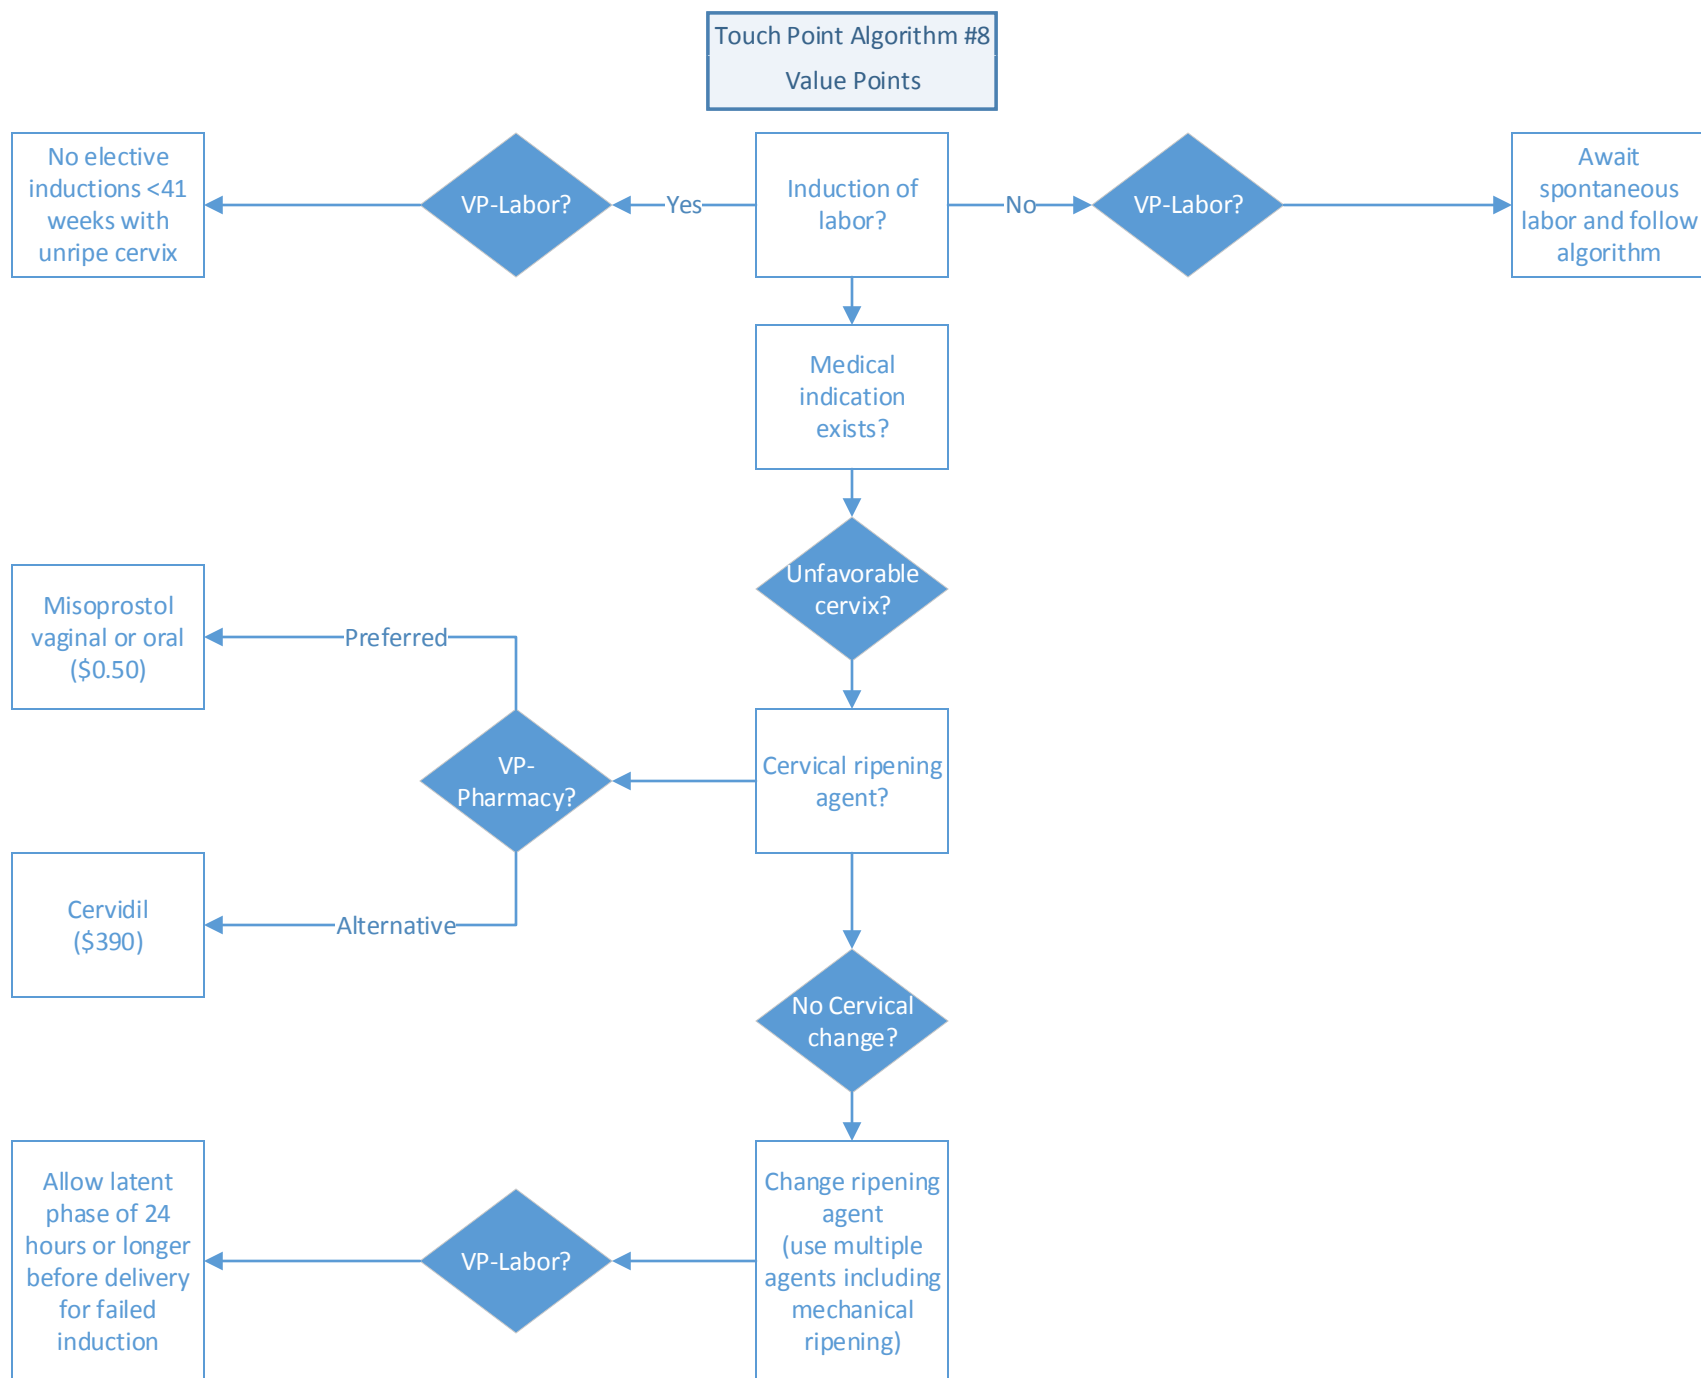 Touch Point Algorithm #8
Value Points
No elective
inductions <41
weeks with
unripe cervix
VP-Labor?
Yes
Induction of
labor?
No
VP-Labor?
Await
spontaneous
labor and follow
algorithm
Medical
indication
exists?
Unfavorable
cervix?
Misoprostol
vaginal or oral
($0.50)
Preferred
VP-
Pharmacy?
Cervical ripening
agent?
Cervidil
($390)
Alternative
No Cervical
change?
Allow latent
phase of 24
hours or longer
before delivery
for failed
induction
VP-Labor?
Change ripening
agent
(use multiple
agents including
mechanical
ripening)